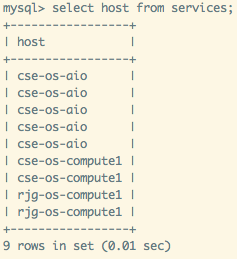 mysql> select host from services;
+-----------------+
| host            |
+-----------------+
| cse-os-aio      |
| cse-os-aio      |
| cse-os-aio      |
| cse-os-aio      |
| cse-os-aio      |
| cse-os-compute1 |
| cse-os-compute1 |
| rjg-os-compute1 |
| rjg-os-compute1 |
+-----------------+
9 rows in set (0.01 sec)